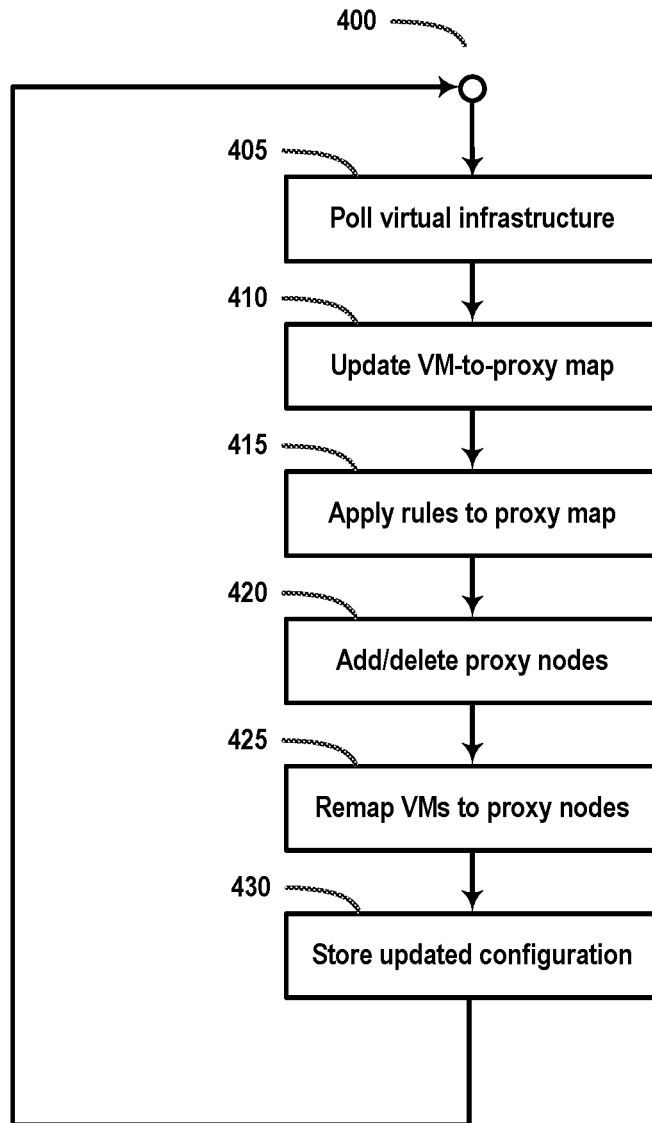 400
405
Poll virtual infrastructure
410
Update VM-to-proxy map
415
Apply rules to proxy map
420
Add/delete proxy nodes
425
Remap VMs to proxy nodes
430
Store updated configuration